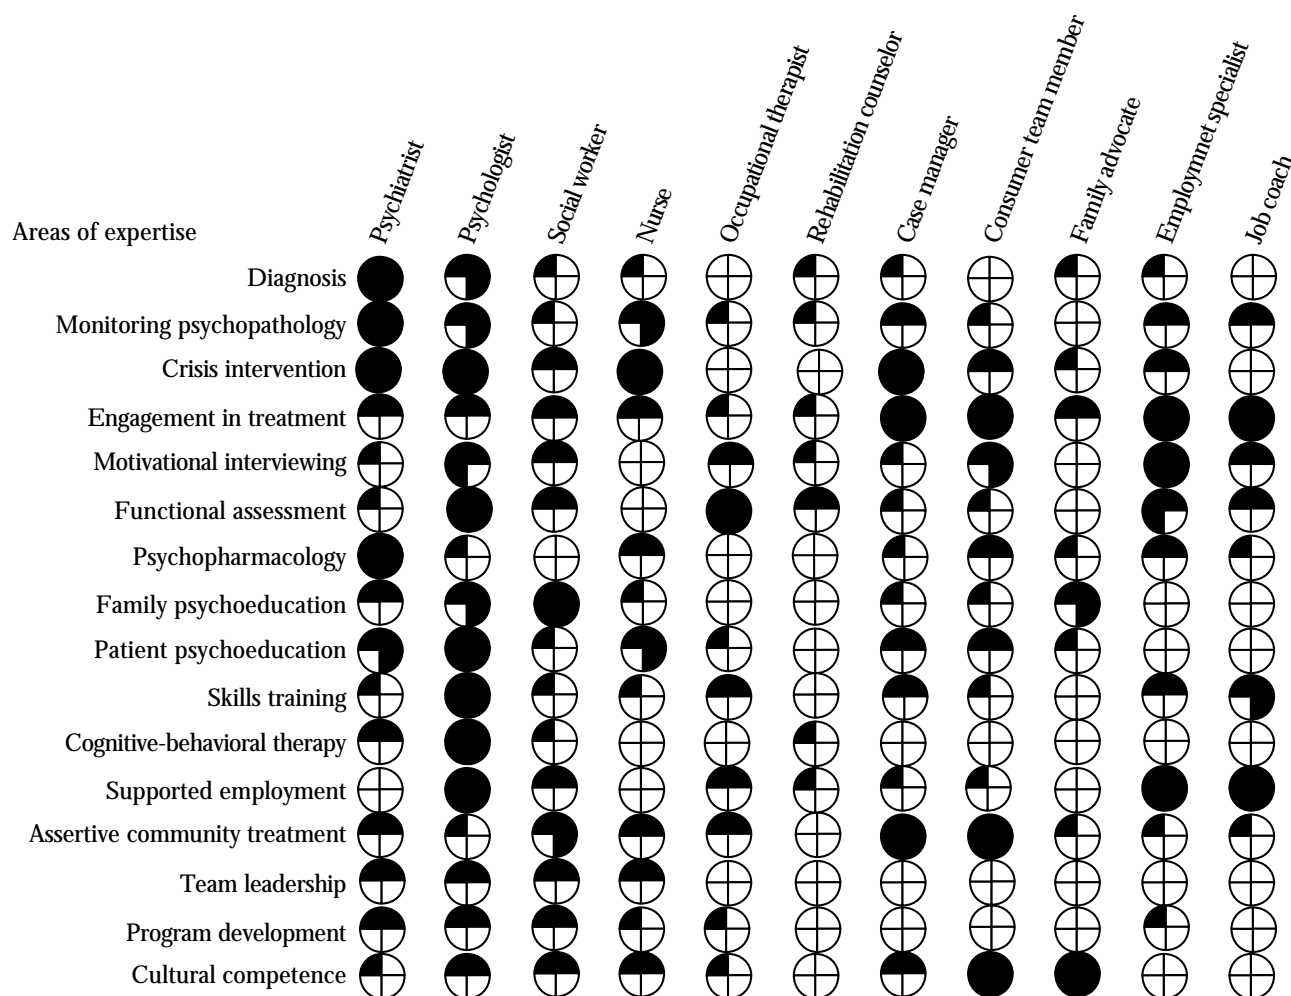 Psychiatrist
Psychologist
Social worker
Nurse
Occupational therapist
Rehabilitation counselor
Case manager
Consumer team member
Family advocate
Employmnet specialist
Job coach
Areas of expertise
Diagnosis
Monitoring psychopathology
Crisis intervention
Engagement in treatment
Motivational interviewing
Functional assessment
Psychopharmacology
Family psychoeducation
Patient psychoeducation
Skills training
Cognitive-behavioral therapy
Supported employment
Assertive community treatment
Team leadership
Program development
Cultural competence